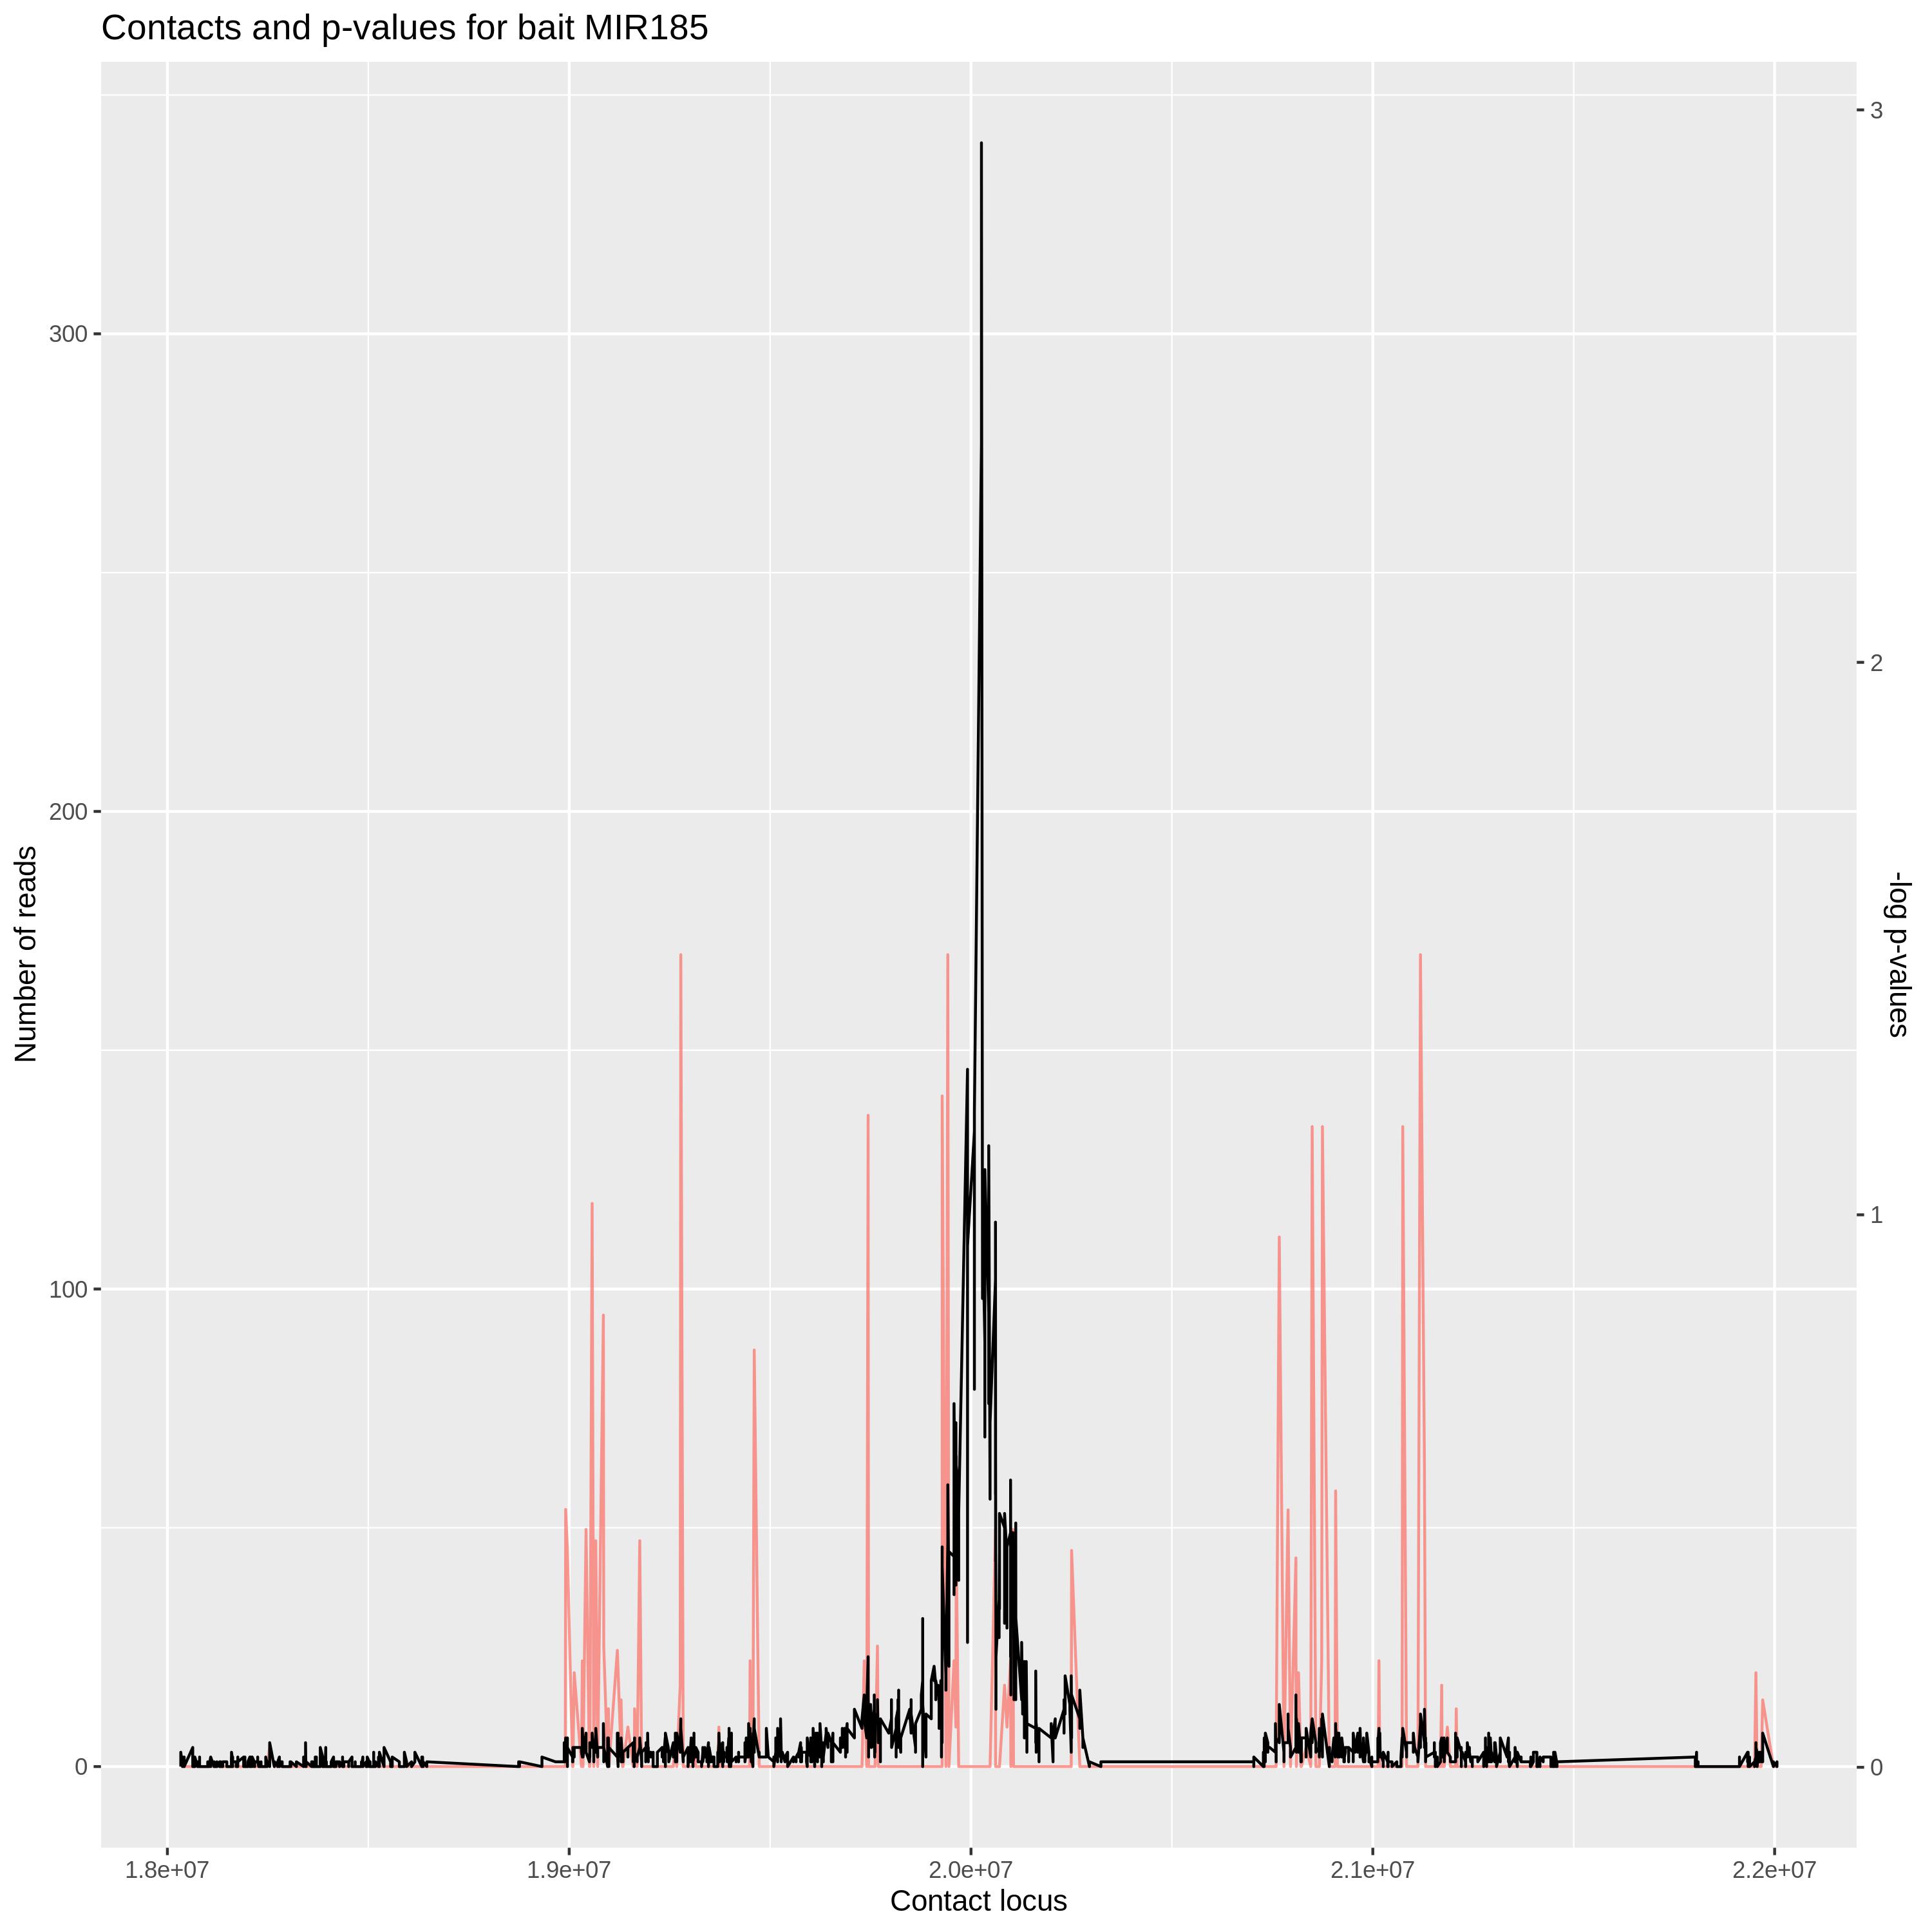 Contacts and p-values for bait MIR185
Number of reads
300
200
100
0
3
2
1
0
-log p-values
1.8e+07
1.9e+07
2.0e+07
2.1e+07
2.2e+07
Contact locus